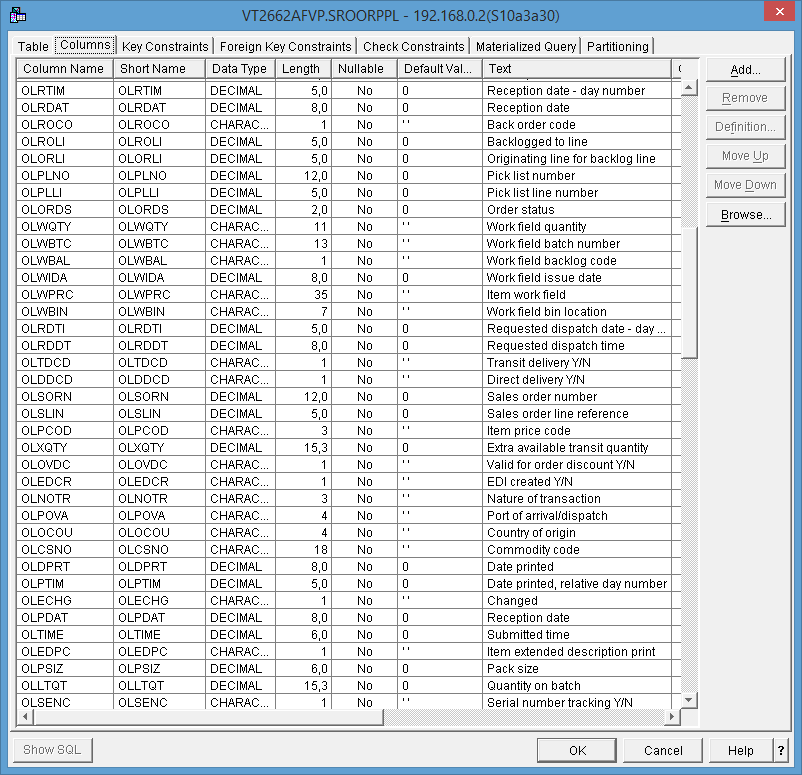 VT2662AFVP.SROORPPL - 192.168.0.2(S10a3a30)
Table Columns Key Constraints Foreign Key Constraints Check Constraints Materialized Query Partitioning
Column Name Short Name Data Type Length Nullable Default Val... Text
OLRTIM OLRTIM DECIMAL 5,0 No 0 Reception date - day number
OLRDAT OLRDAT DECIMAL 8,0 No 0 Reception date
OLROCO OLROCO CHARAC... 1 No '' Back order code
OLROLI OLROLI DECIMAL 5,0 No 0 Backlogged to line
OLORLI OLORLI DECIMAL 5,0 No 0 Originating line for backlog line
OLPLNO OLPLNO DECIMAL 12,0 No 0 Pick list number
OLPLLI OLPLLI DECIMAL 5,0 No 0 Pick list line number
OLORDS OLORDS DECIMAL 2,0 No 0 Order status
OLWQTY OLWQTY CHARAC... 11 No '' Work field quantity
OLWBTC OLWBTC CHARAC... 13 No '' Work field batch number
OLWBAL OLWBAL CHARAC... 1 No '' Work field backlog code
OLWIDA OLWIDA DECIMAL 8,0 No 0 Work field issue date
OLWPRC OLWPRC CHARAC... 35 No '' Item work field
OLWBIN OLWBIN CHARAC... 7 No '' Work field bin location
OLRDTI OLRDTI DECIMAL 5,0 No 0 Requested dispatch date - day ...
OLRDDT OLRDDT DECIMAL 8,0 No 0 Requested dispatch time
OLTDCD OLTDCD CHARAC... 1 No '' Transit delivery Y/N
OLDDCD OLDDCD CHARAC... 1 No '' Direct delivery Y/N
OLSORN OLSORN DECIMAL 12,0 No 0 Sales order number
OLSLIN OLSLIN DECIMAL 5,0 No 0 Sales order line reference
OLPCOD OLPCOD CHARAC... 3 No '' Item price code
OLXQTY OLXQTY DECIMAL 15,3 No 0 Extra available transit quantity
OLOVDC OLOVDC CHARAC... 1 No '' Valid for order discount Y/N
OLEDCR OLEDCR CHARAC... 1 No '' EDI created Y/N
OLNOTR OLNOTR CHARAC... 3 No '' Nature of transaction
OLPOVA OLPOVA CHARAC... 4 No '' Port of arrival/dispatch
OLOCOU OLOCOU CHARAC... 4 No '' Country of origin
OLCSNO OLCSNO CHARAC... 18 No '' Commodity code
OLDPRT OLDPRT DECIMAL 8,0 No 0 Date printed
OLPTIM OLPTIM DECIMAL 5,0 No 0 Date printed, relative day number
OLECHG OLECHG CHARAC... 1 No '' Changed
OLPDAT OLPDAT DECIMAL 8,0 No 0 Reception date
OLTIME OLTIME DECIMAL 6,0 No 0 Submitted time
OLEDPC OLEDPC CHARAC... 1 No '' Item extended description print
OLPSIZ OLPSIZ DECIMAL 6,0 No 0 Pack size
OLLTQT OLLTQT DECIMAL 15,3 No 0 Quantity on batch
OLSENC OLSENC CHARAC... 1 No '' Serial number tracking Y/N
Add...
Remove
Definition...
Move Up
Move Down
Browse...
Show SQL OK Cancel Help ?